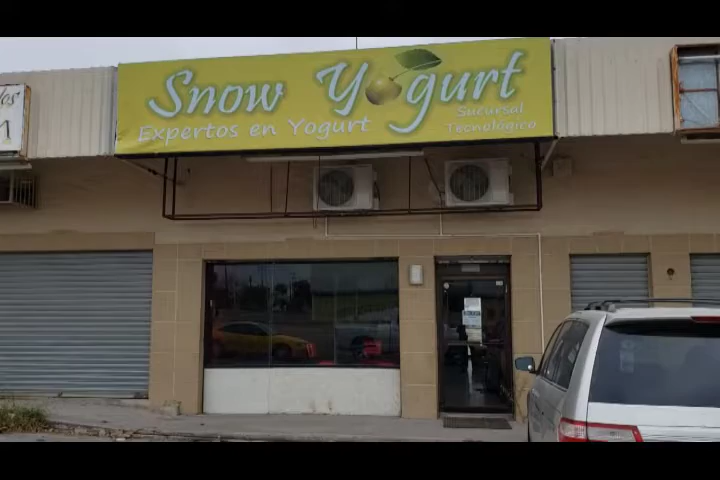 Snow Yogurt
Expertos en Yogurt
Sucursal
Tecnológico